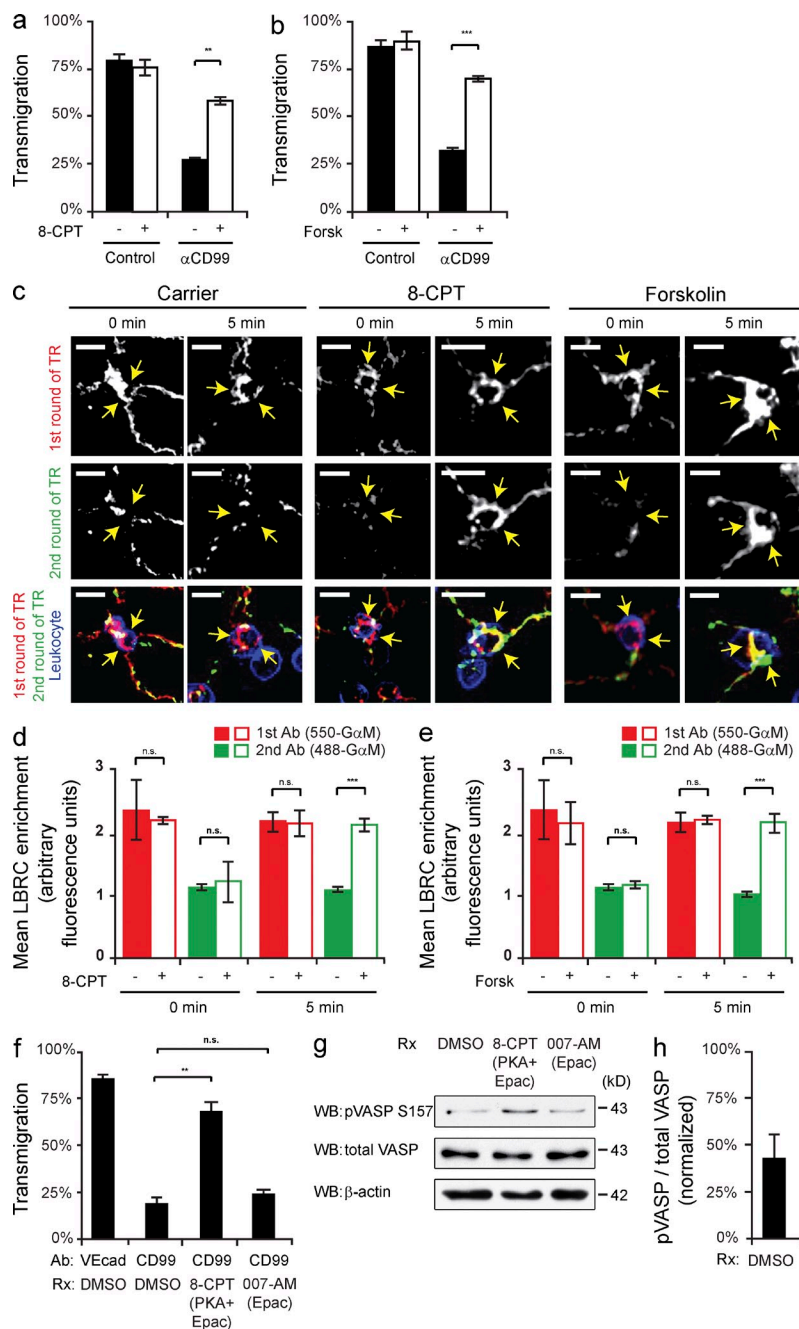 a
**
100%
75%
50%
25%
0%
Transmigration
8-CPT - + - +
Control αCD99
b
***
100%
75%
50%
25%
0%
Transmigration
Forsk - + - +
Control αCD99
c
Carrier 8-CPT Forskolin
0 min 5 min 0 min 5 min 0 min 5 min
1st round of TR
2nd round of TR
1st round of TR
2nd round of TR
Leukocyte
d
1st Ab (550-GαM)
2nd Ab (488-GαM)
n.s. n.s. n.s. ***
3
2
1
0
Mean LBRC enrichment
(arbitrary
fluorescence units)
8-CPT - + - + - + - +
0 min 5 min
e
1st Ab (550-GαM)
2nd Ab (488-GαM)
n.s. n.s. n.s. ***
3
2
1
0
Mean LBRC enrichment
(arbitrary
fluorescence units)
Forsk - + - + - + - +
0 min 5 min
f
n.s.
**
100%
75%
50%
25%
0%
Transmigration
Ab: VEcad CD99 CD99 CD99
Rx: DMSO DMSO 8-CPT 007-AM
(PKA+ (Epac)
Epac)
g
Rx DMSO 8-CPT 007-AM
(PKA+ (Epac)
Epac) (kD)
WB: pVASP S157 43
WB: total VASP 43
WB: β-actin 42
h
100%
75%
50%
25%
0%
pVASP / total VASP
(normalized)
Rx: DMSO